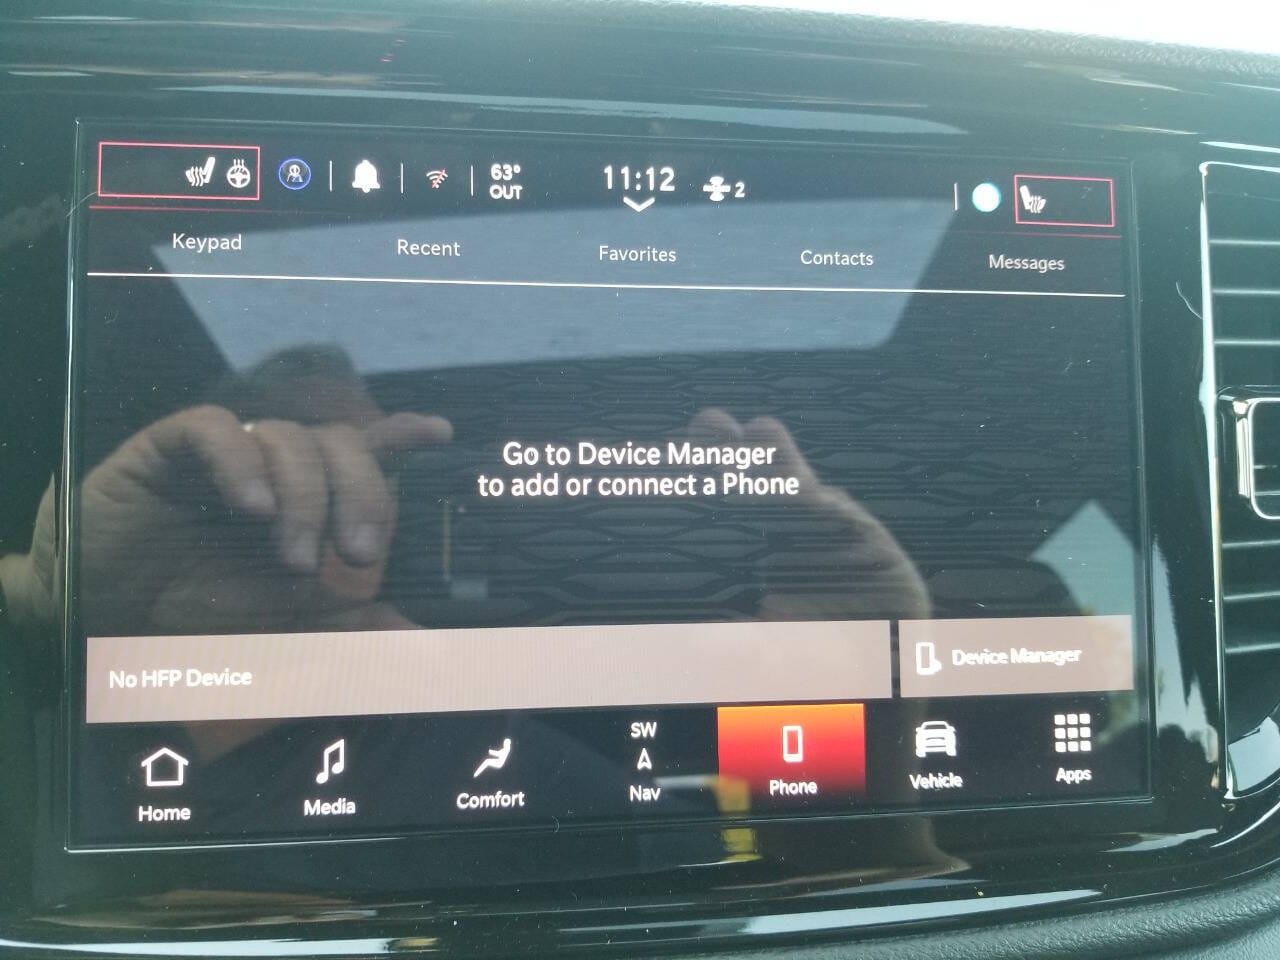 63°
OUT
11:12
2
Keypad
Recent
Favorites
Contacts
Messages
Go to Device Manager
to add or connect a Phone
No HFP Device
Device Manager
Home
Media
Comfort
SW
Nav
Phone
Vehicle
Apps